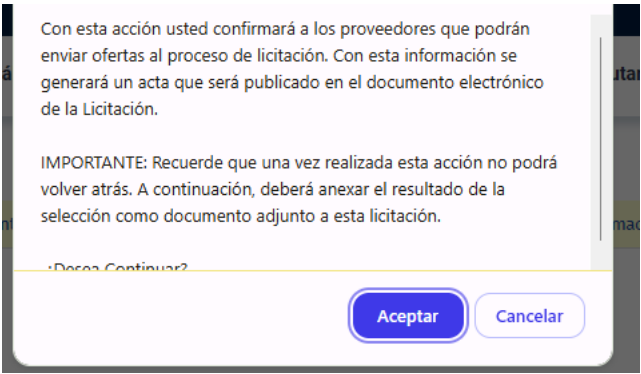 Con esta acción usted confirmará a los proveedores que podrán
enviar ofertas al proceso de licitación. Con esta información se
generará un acta que será publicado en el documento electrónico
de la Licitación.
IMPORTANTE: Recuerde que una vez realizada esta acción no podrá
volver atrás. A continuación, deberá anexar el resultado de la
selección como documento adjunto a esta licitación.
¿Desea Continuar?
Aceptar
Cancelar